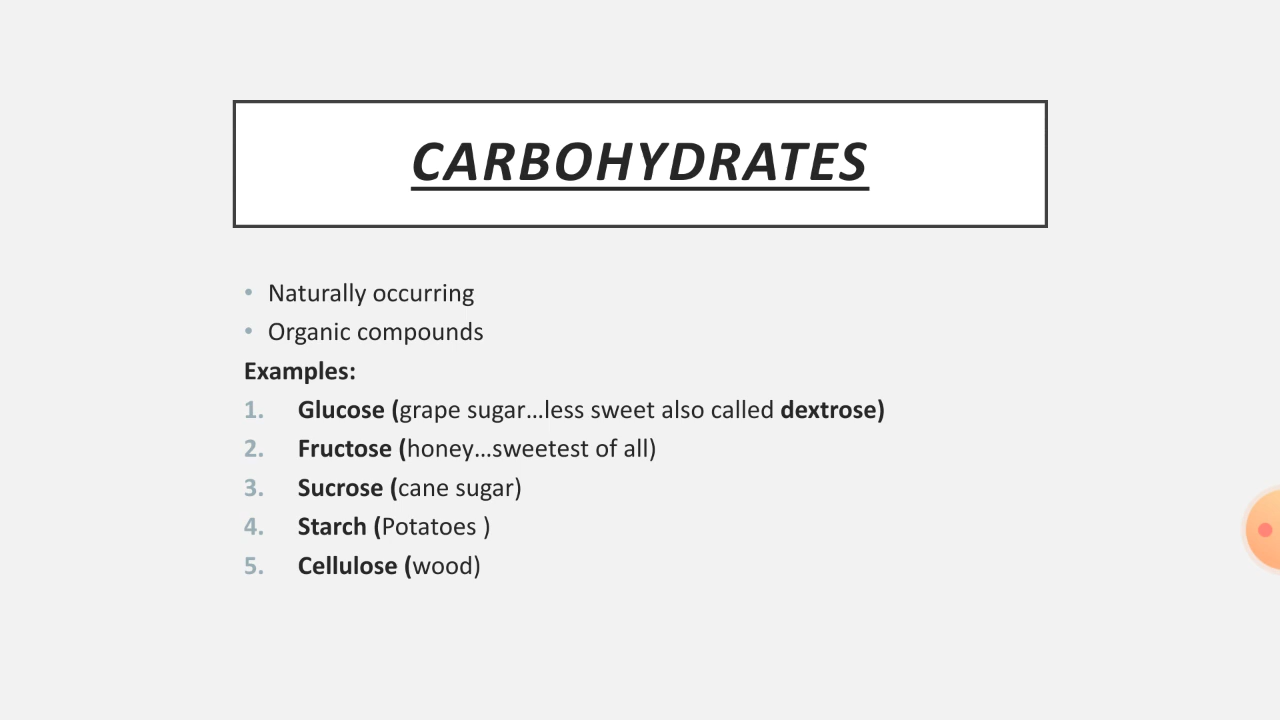 CARBOHYDRATES
• Naturally occurring
• Organic compounds
Examples:
1. Glucose (grape sugar…less sweet also called dextrose)
2. Fructose (honey…sweetest of all)
3. Sucrose (cane sugar)
4. Starch (Potatoes )
5. Cellulose (wood)